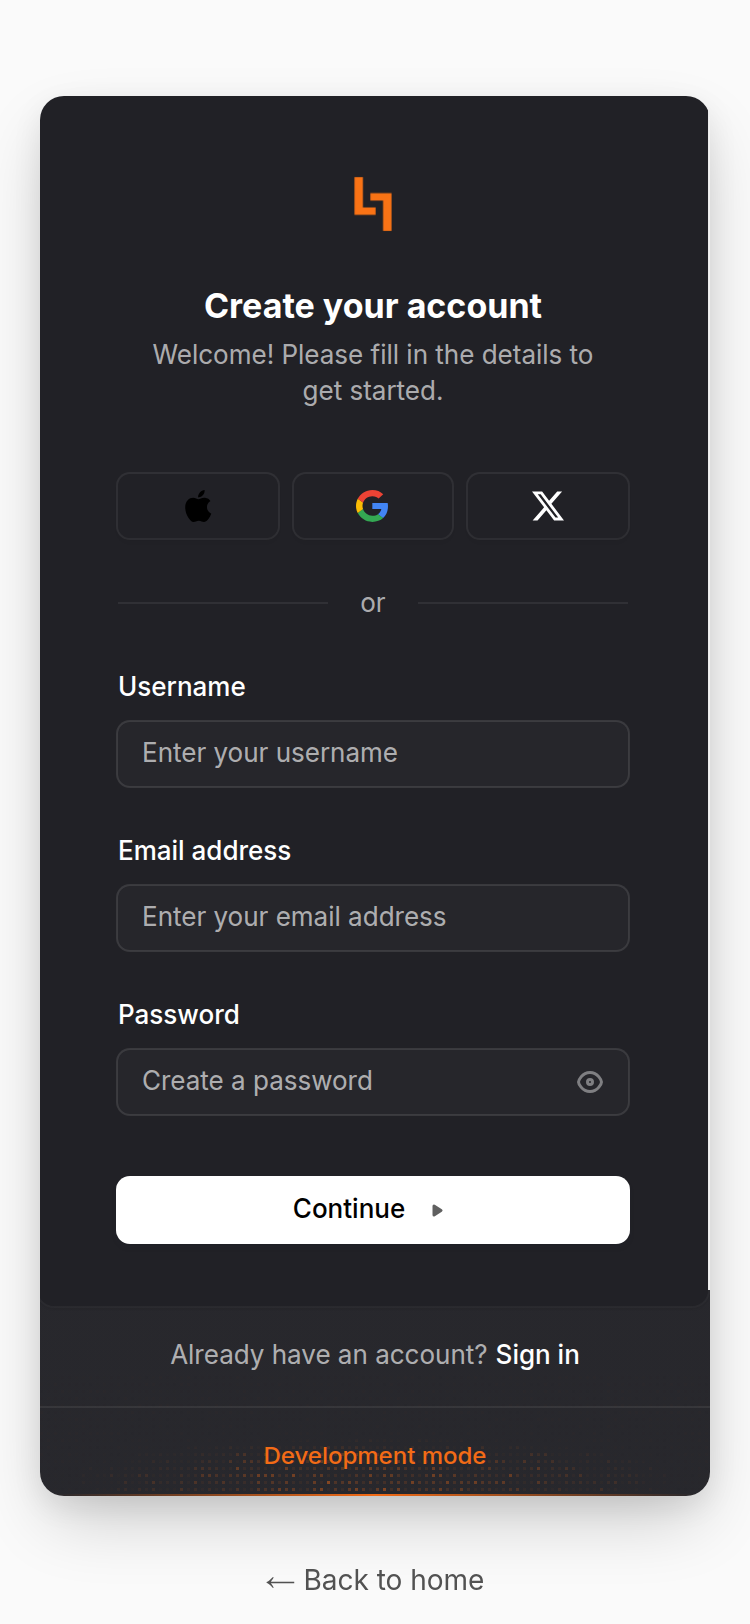 Create your account
Welcome! Please fill in the details to
get started.
or
Username
Enter your username
Email address
Enter your email address
Password
Create a password
Continue
Already have an account? Sign in
Development mode
← Back to home